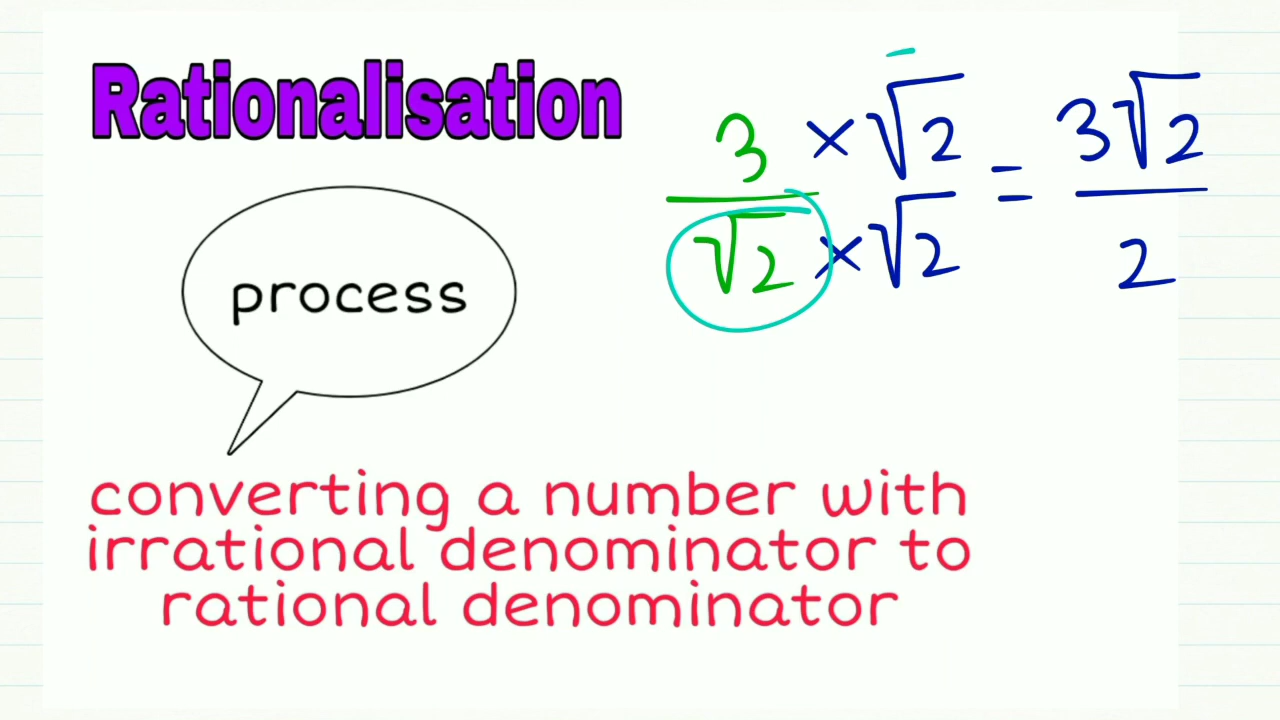 Rationalisation
3 × √2 = 3√2
√2 × √2 2
process
converting a number with
irrational denominator to
rational denominator